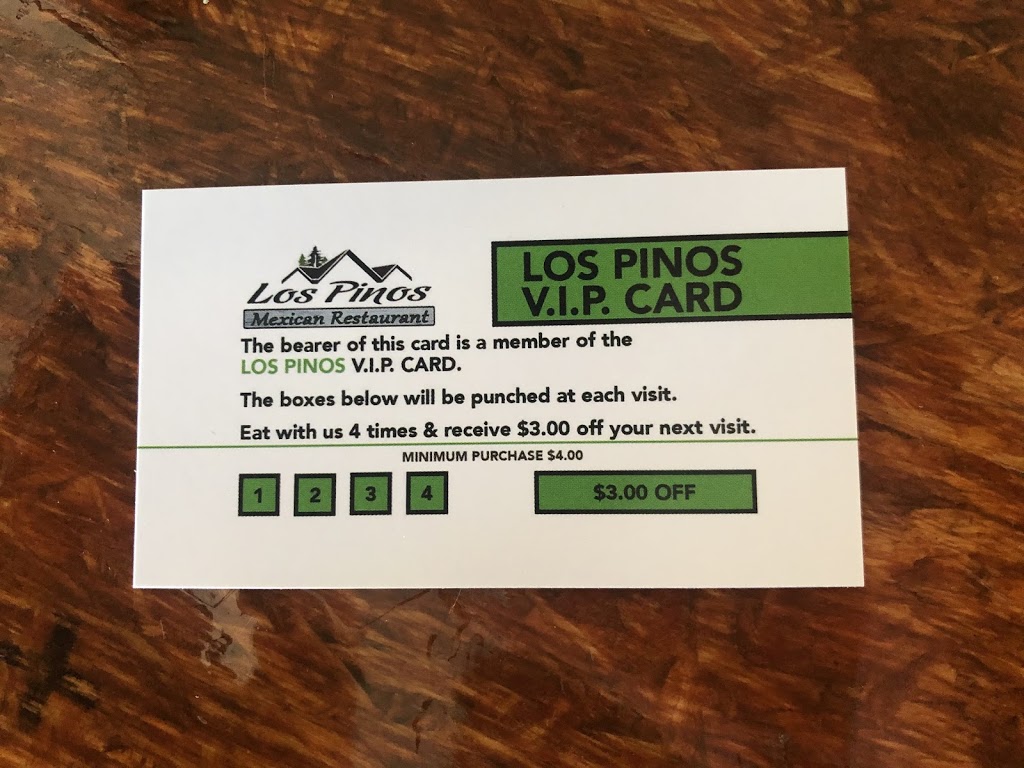 Los Pinos
Mexican Restaurant
LOS PINOS
V.I.P. CARD
The bearer of this card is a member of the
LOS PINOS V.I.P. CARD.
The boxes below will be punched at each visit.
Eat with us 4 times & receive $3.00 off your next visit.
MINIMUM PURCHASE $4.00
1 2 3 4 $3.00 OFF